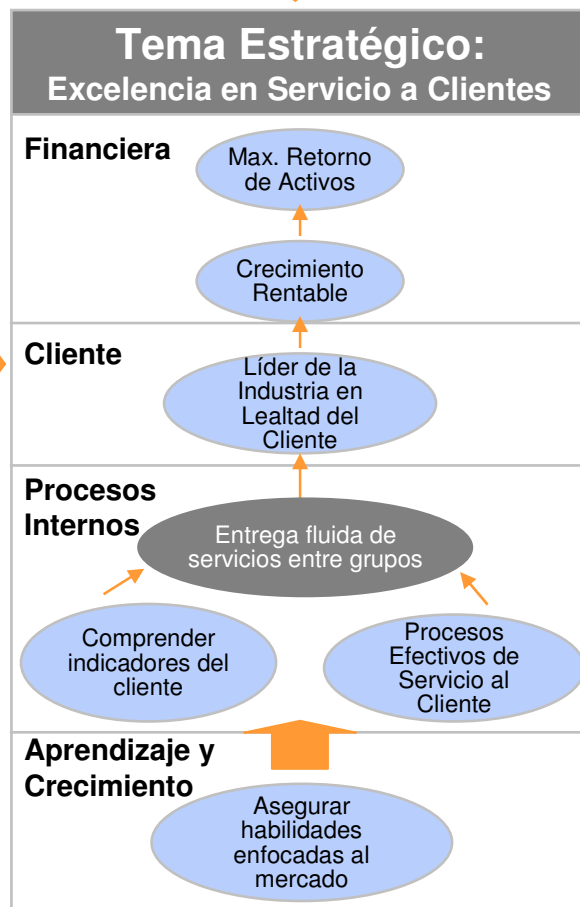 Tema Estratégico:
Excelencia en Servicio a Clientes
Financiera
Max. Retorno
de Activos
Crecimiento
Rentable
Cliente
Líder de la
Industria en
Lealtad del
Cliente
Procesos
Internos
Entrega fluida de
servicios entre grupos
Comprender
indicadores del
cliente
Procesos
Efectivos de
Servicio al
Cliente
Aprendizaje y
Crecimiento
Asegurar
habilidades
enfocadas al
mercado